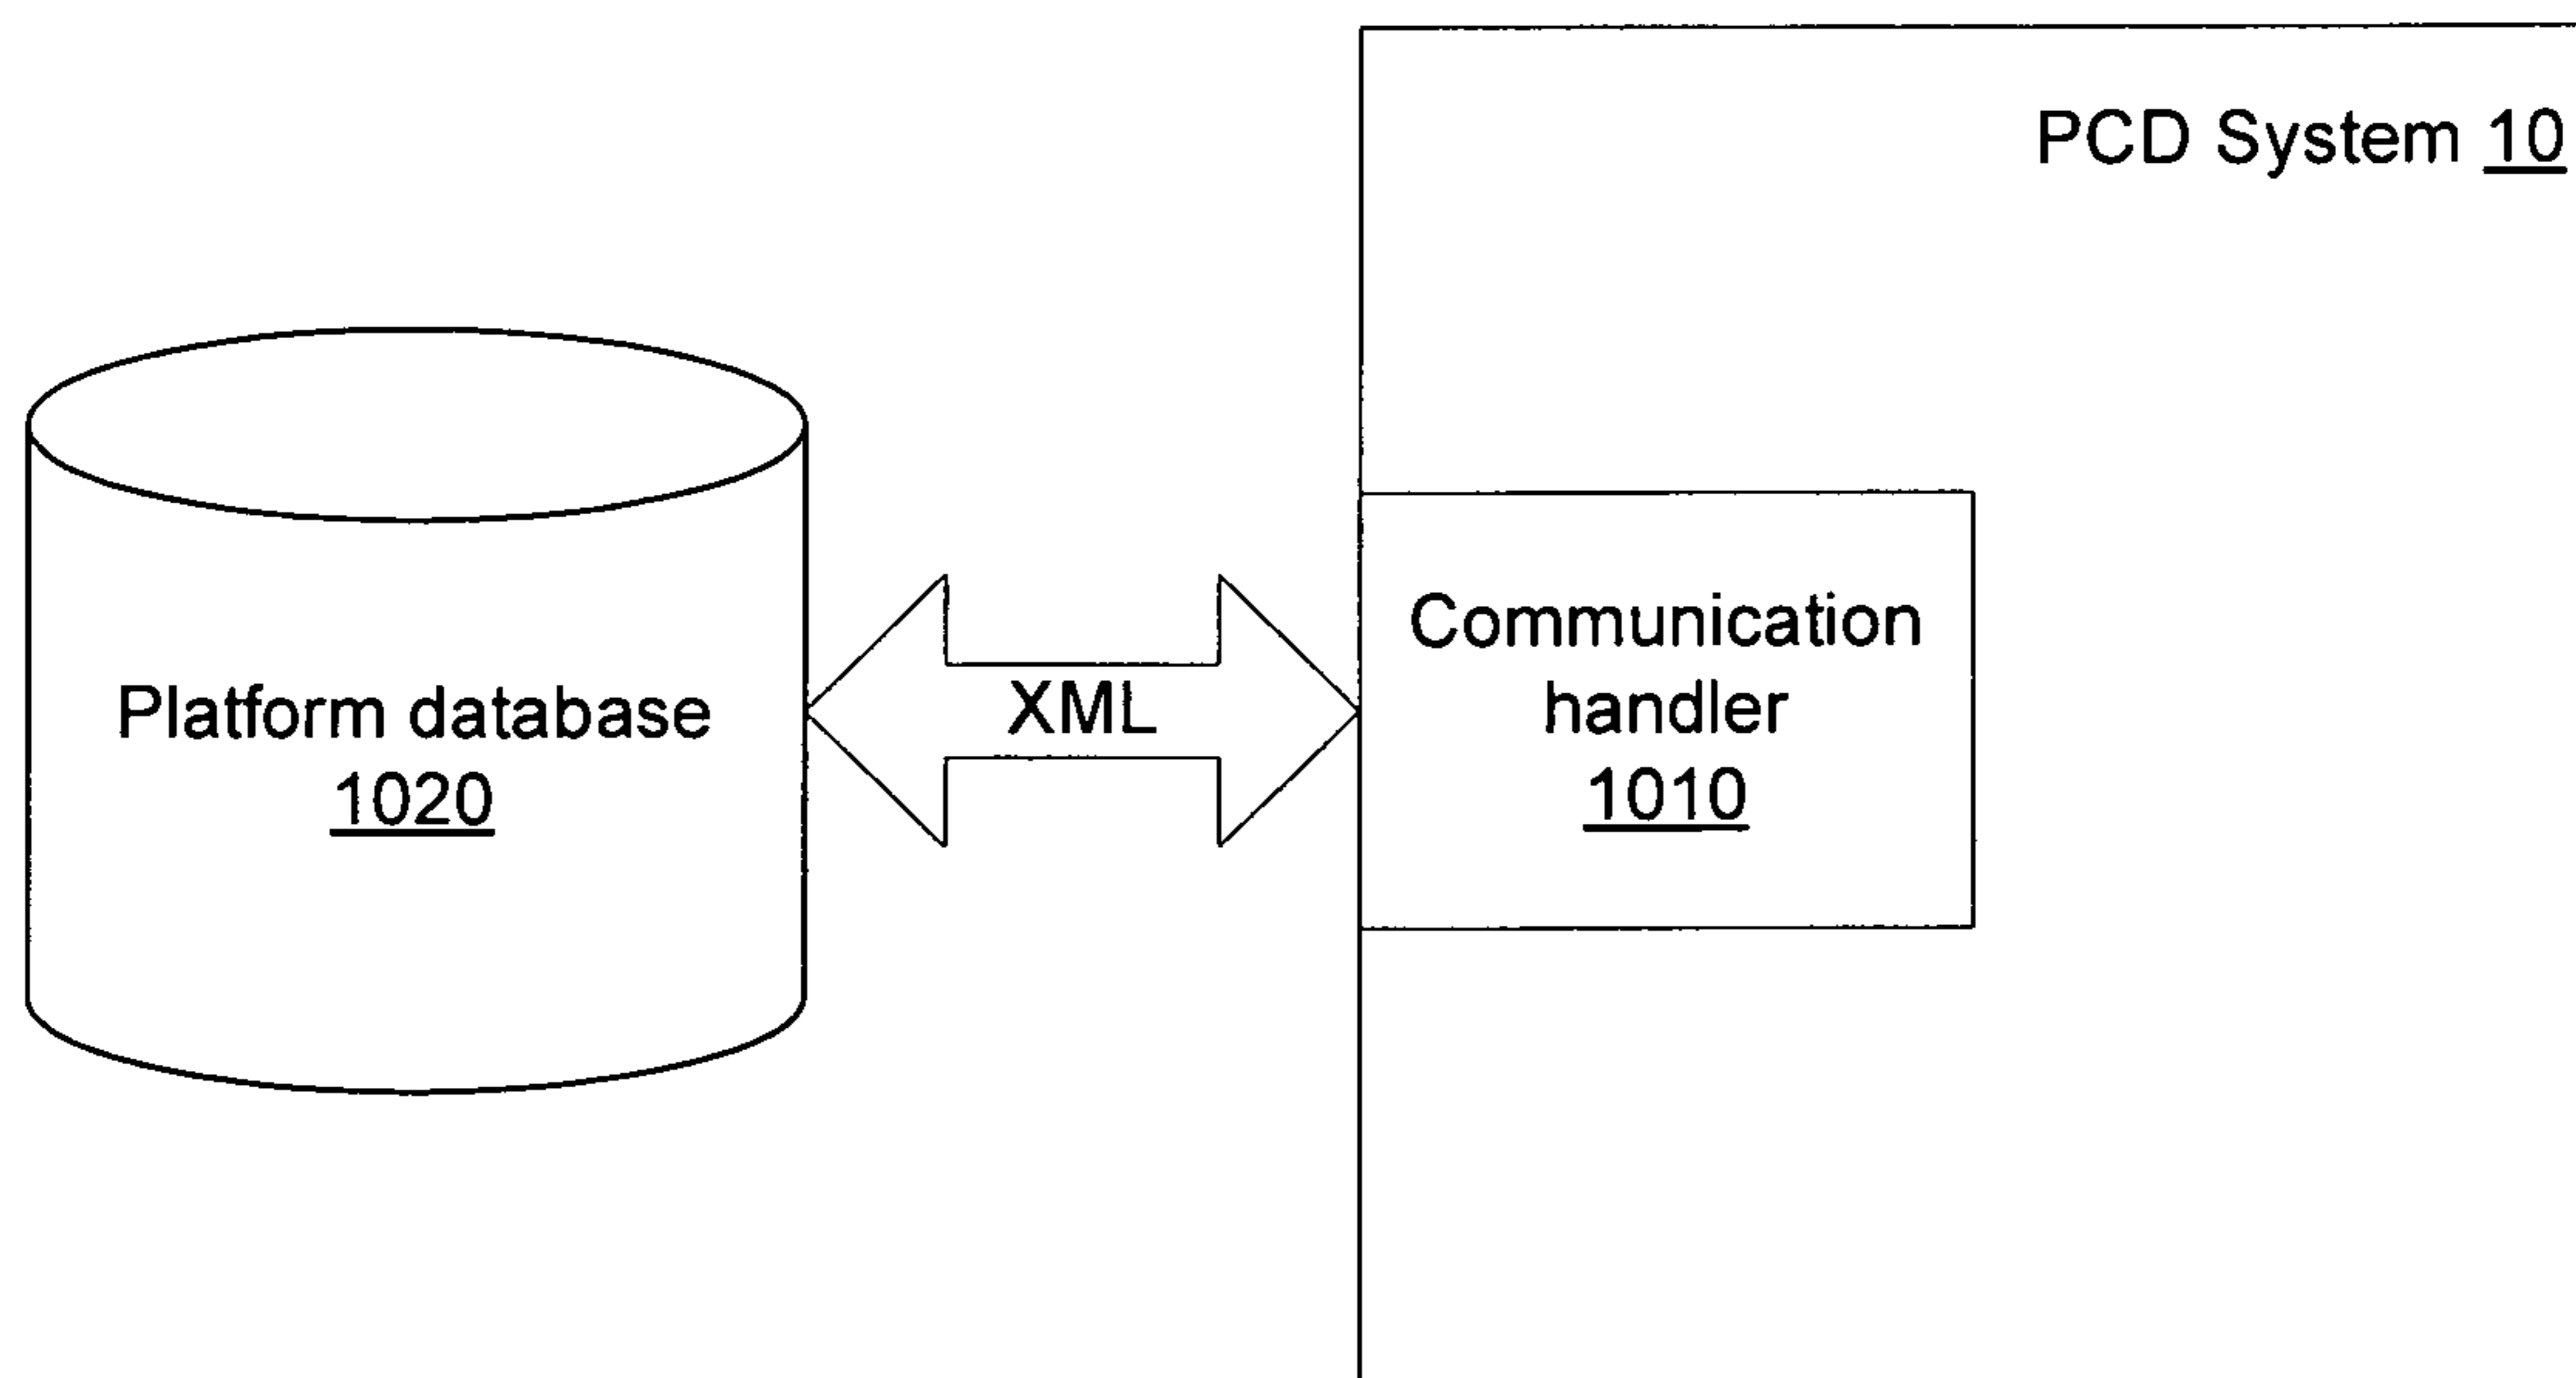 PCD System 10
Platform database
1020
XML
Communication
handler
1010